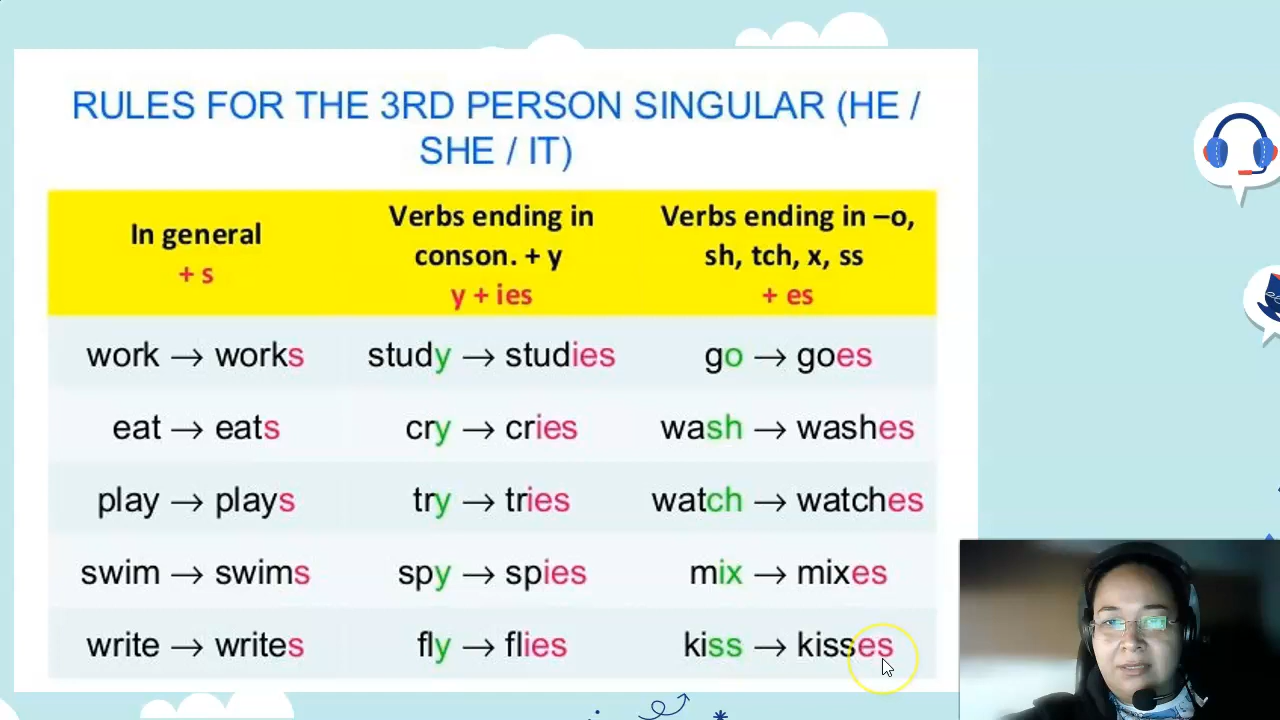 RULES FOR THE 3RD PERSON SINGULAR (HE /
SHE / IT)
In general
+ s
Verbs ending in
conson. + y
y + ies
Verbs ending in –o,
sh, tch, x, ss
+ es
work → works
study → studies
go → goes
eat → eats
cry → cries
wash → washes
play → plays
try → tries
watch → watches
swim → swims
spy → spies
mix → mixes
write → writes
fly → flies
kiss → kisses